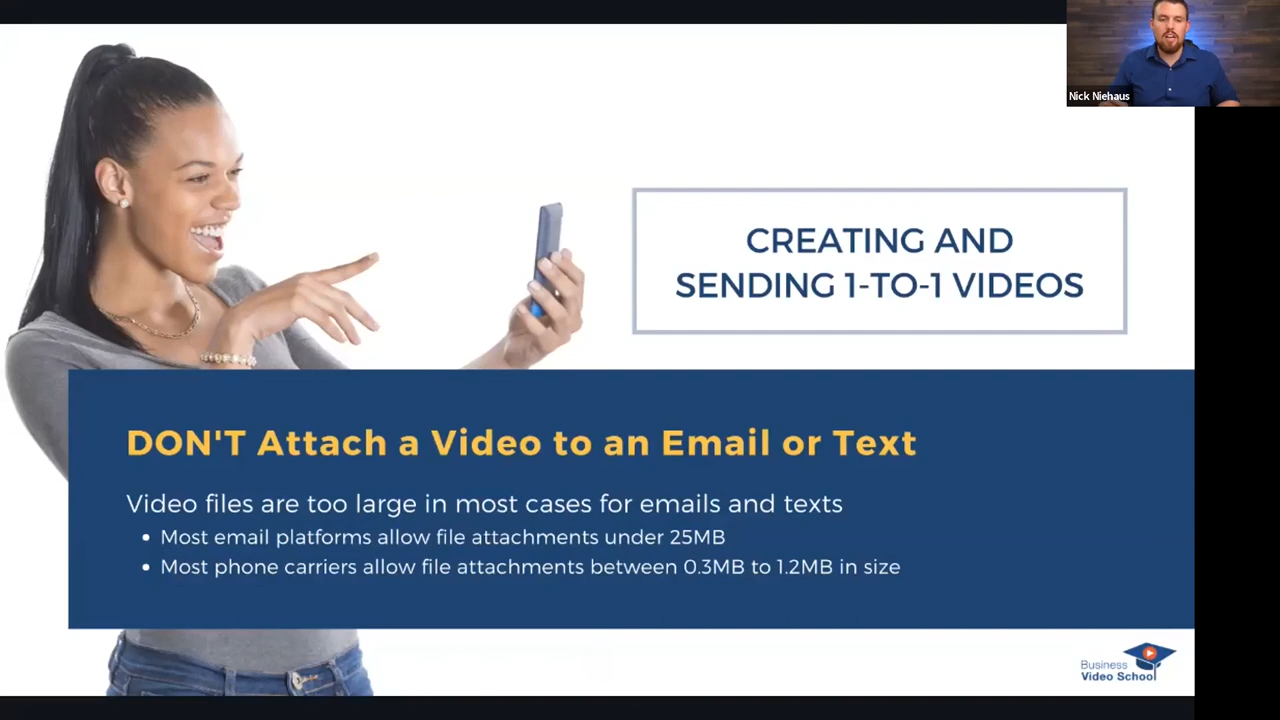 Nick Niehaus
CREATING AND
SENDING 1-TO-1 VIDEOS
DON'T Attach a Video to an Email or Text
Video files are too large in most cases for emails and texts
• Most email platforms allow file attachments under 25MB
• Most phone carriers allow file attachments between 0.3MB to 1.2MB in size
Business
Video School